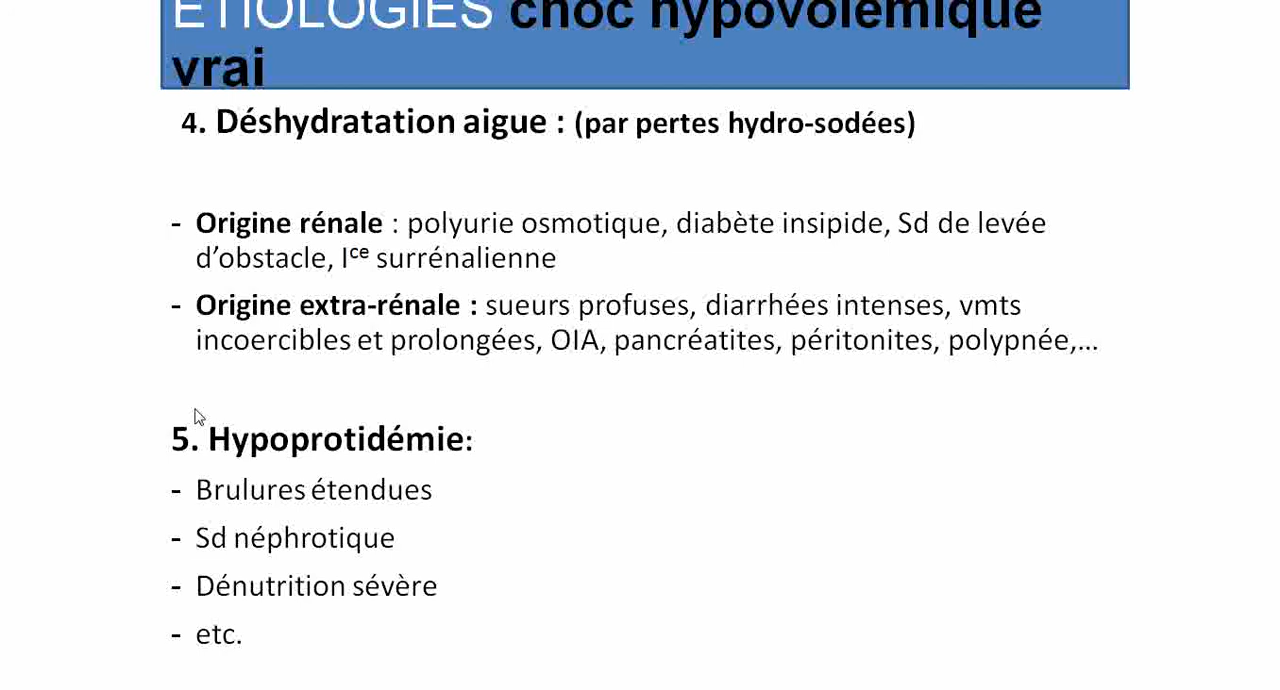 ETIOLOGIES choc hypovolémique
vrai
4. Déshydratation aigue : (par pertes hydro-sodées)
- Origine rénale : polyurie osmotique, diabète insipide, Sd de levée
d’obstacle, Iᶜᵉ surrénalienne
- Origine extra-rénale : sueurs profuses, diarrhées intenses, vmts
incoercibles et prolongées, OIA, pancréatites, péritonites, polypnée,...
5. Hypoprotidémie:
- Brulures étendues
- Sd néphrotique
- Dénutrition sévère
- etc.